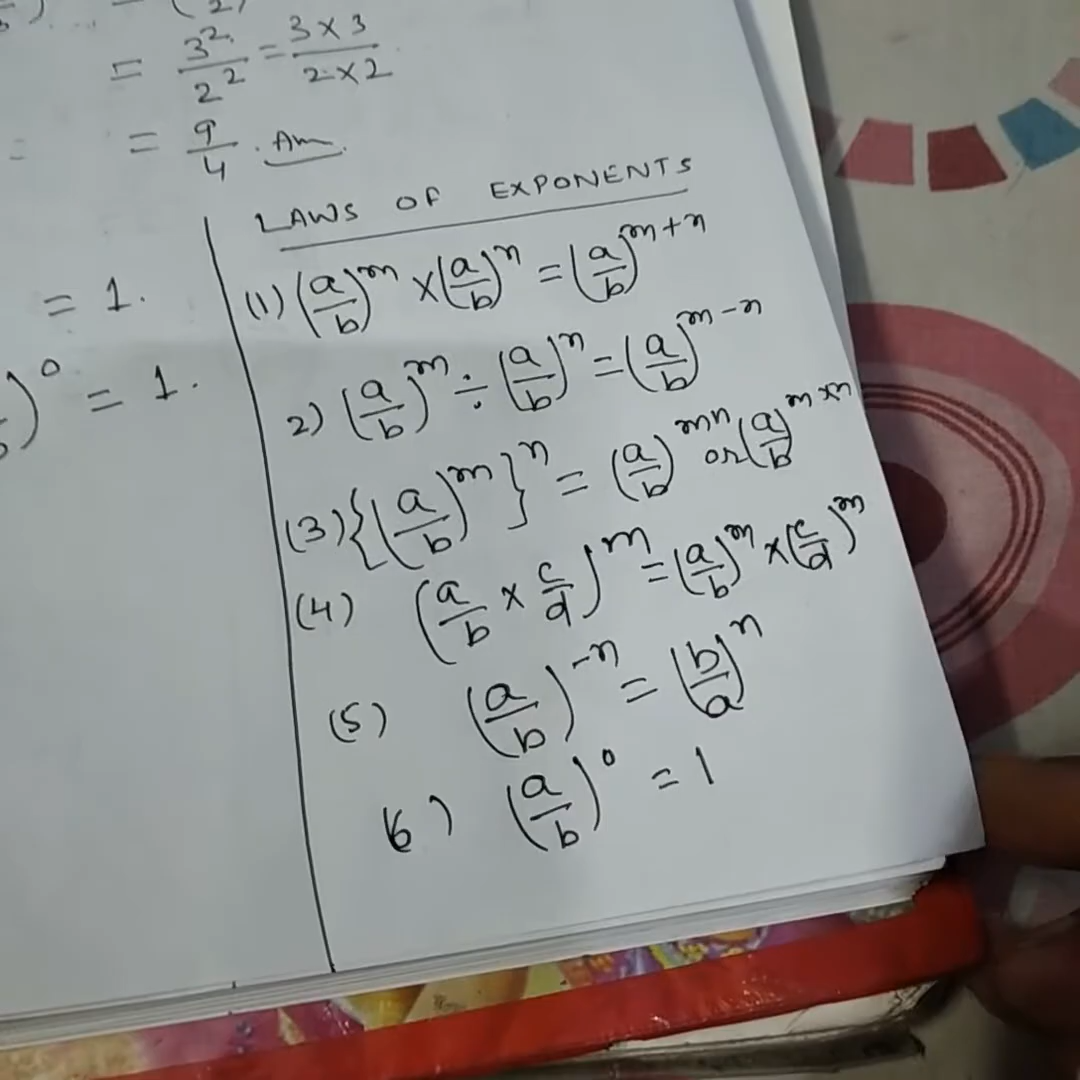 = 3²/2² = 3×3/2×2
= 9/4 . Ans
= 1.
)⁰ = 1.
LAWS OF EXPONENTS
(1) (a/b)^m × (a/b)^n = (a/b)^(m+n)
2) (a/b)^m ÷ (a/b)^n = (a/b)^(m-n)
(3) {(a/b)^m}^n = (a/b)^mn or (a/b)^(m×n)
(4) (a/b × c/d)^m = (a/b)^m × (c/d)^m
(5) (a/b)^-n = (b/a)^n
6) (a/b)^0 = 1